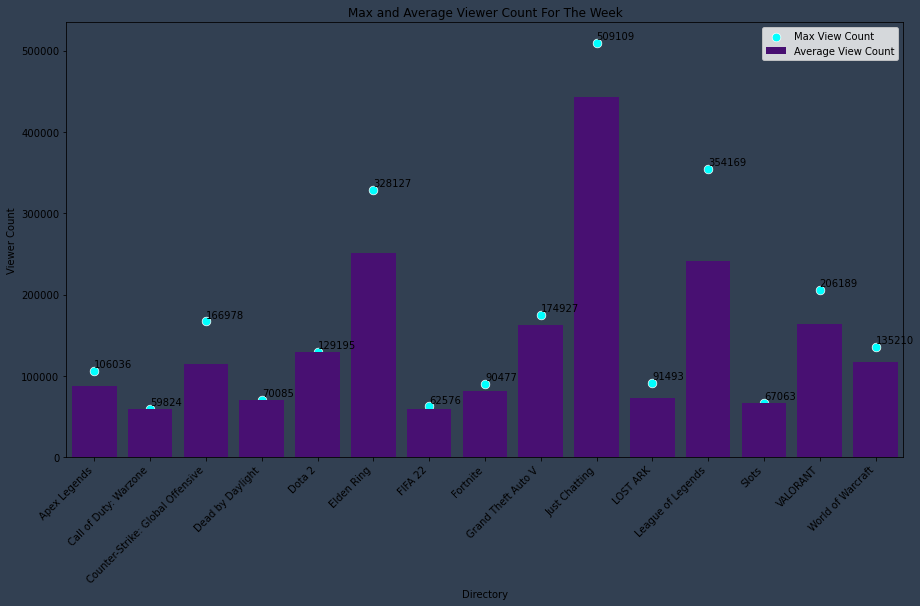 Max and Average Viewer Count For The Week
Max View Count
Average View Count
Viewer Count
500000
400000
300000
200000
100000
0
106036
59824
166978
70085
129195
328127
62576
90477
174927
509109
91493
354169
67063
206189
135210
Apex Legends
Call of Duty: Warzone
Counter-Strike: Global Offensive
Dead by Daylight
Dota 2
Elden Ring
FIFA 22
Fortnite
Grand Theft Auto V
Just Chatting
LOST ARK
League of Legends
Slots
VALORANT
World of Warcraft
Directory